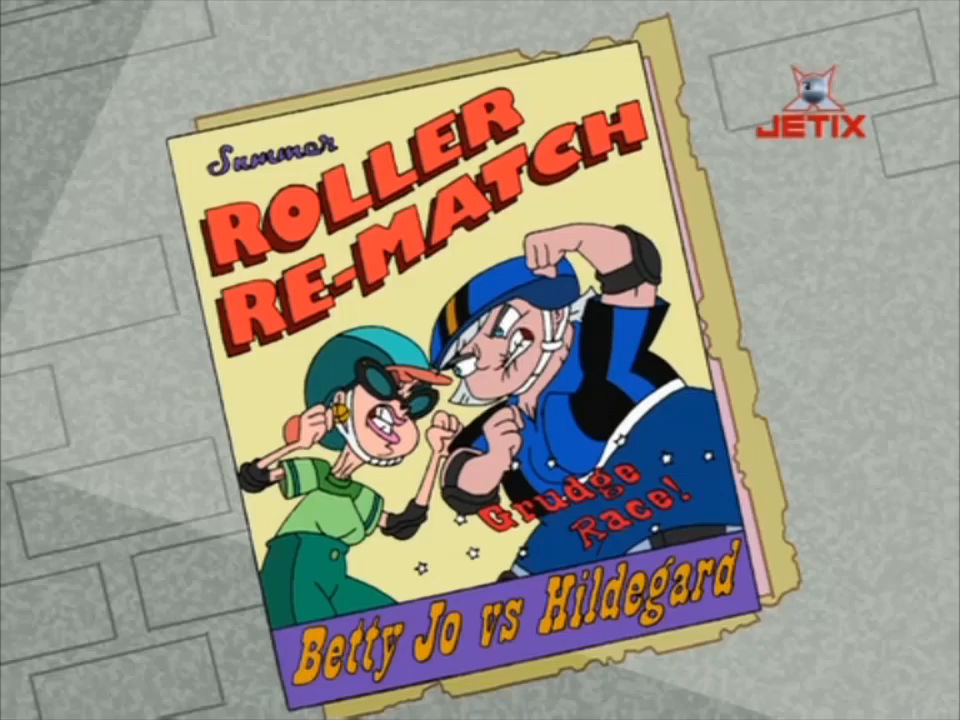 Summer
ROLLER
RE-MATCH
Grudge
Race!
Betty Jo vs Hildegard
JETIX